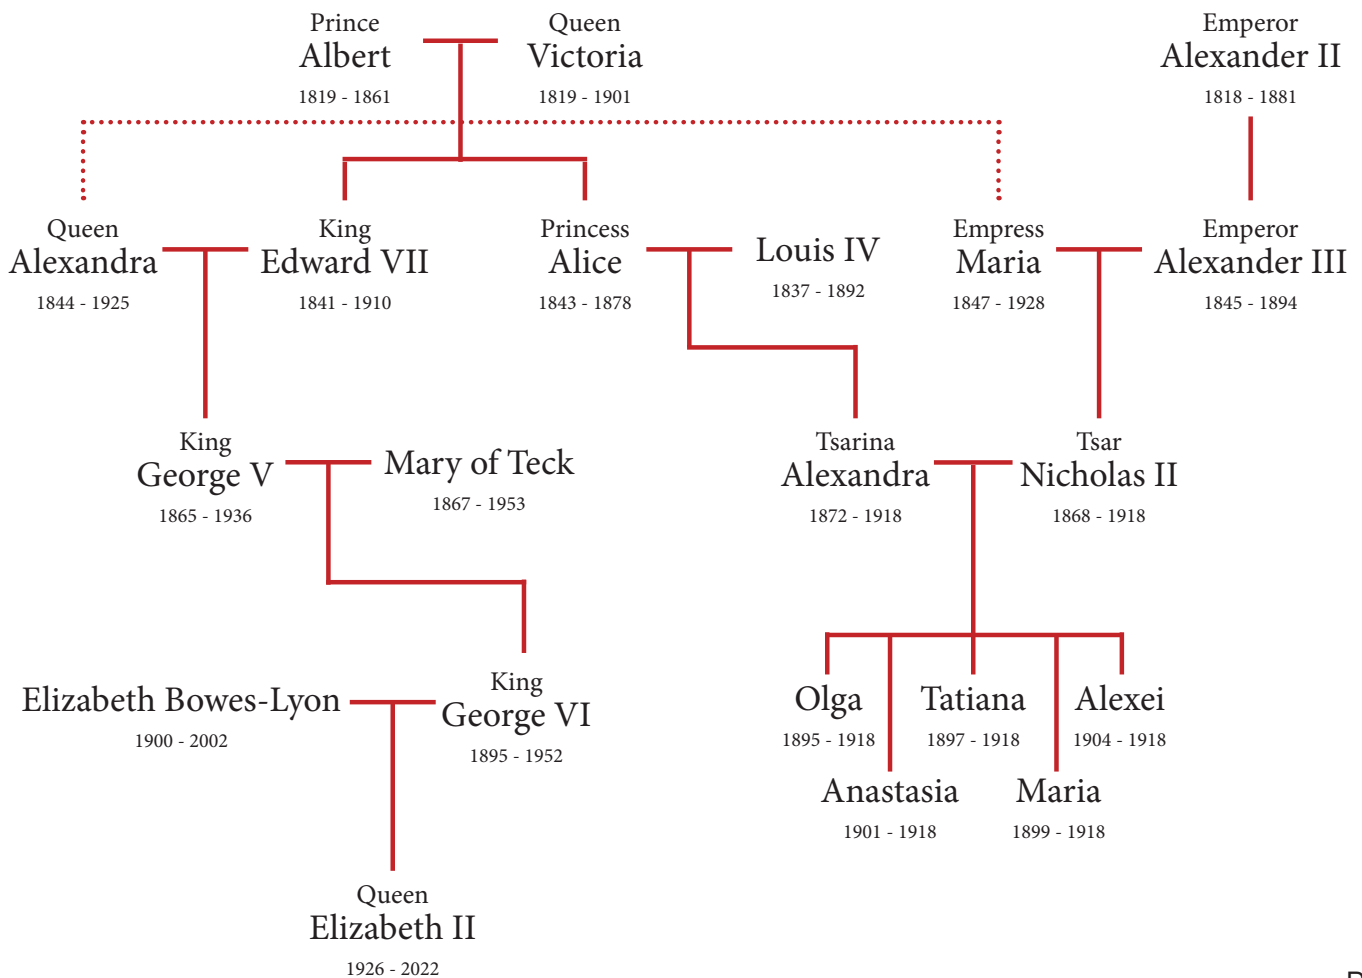 Prince
Albert
1819 - 1861
Queen
Victoria
1819 - 1901
Emperor
Alexander II
1818 - 1881
Queen
Alexandra
1844 - 1925
King
Edward VII
1841 - 1910
Princess
Alice
1843 - 1878
Louis IV
1837 - 1892
Empress
Maria
1847 - 1928
Emperor
Alexander III
1845 - 1894
King
George V
1865 - 1936
Mary of Teck
1867 - 1953
Tsarina
Alexandra
1872 - 1918
Tsar
Nicholas II
1868 - 1918
Elizabeth Bowes-Lyon
1900 - 2002
King
George VI
1895 - 1952
Olga
1895 - 1918
Tatiana
1897 - 1918
Alexei
1904 - 1918
Anastasia
1901 - 1918
Maria
1899 - 1918
Queen
Elizabeth II
1926 - 2022